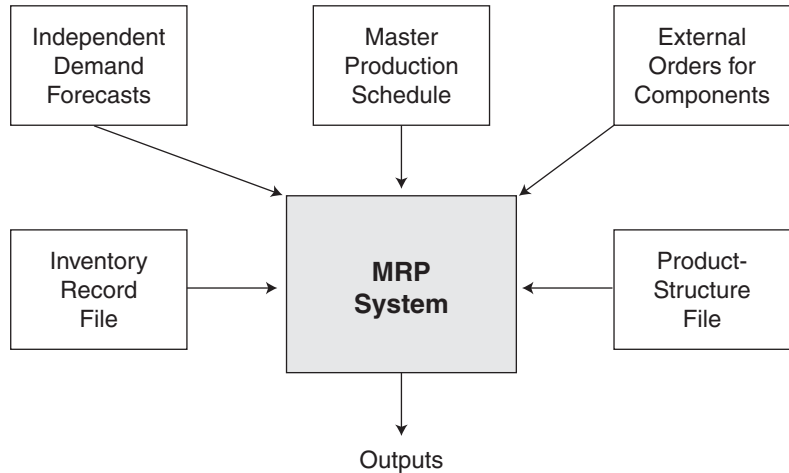 Independent
Demand
Forecasts
Master
Production
Schedule
External
Orders for
Components
Inventory
Record
File
MRP
System
Product-
Structure
File
Outputs